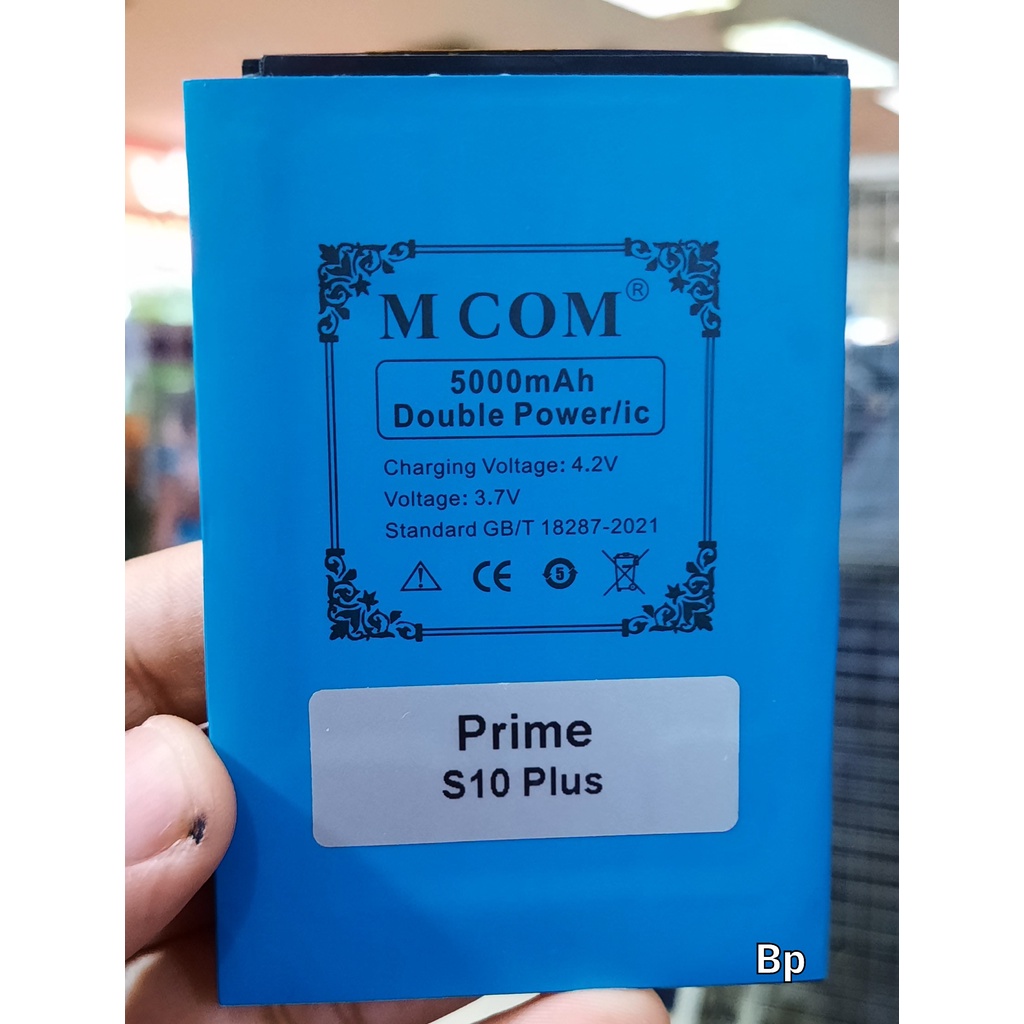 M COM®
5000mAh
Double Power/ic
Charging Voltage: 4.2V
Voltage: 3.7V
Standard GB/T 18287-2021
CE 5
Prime
S10 Plus
Bp